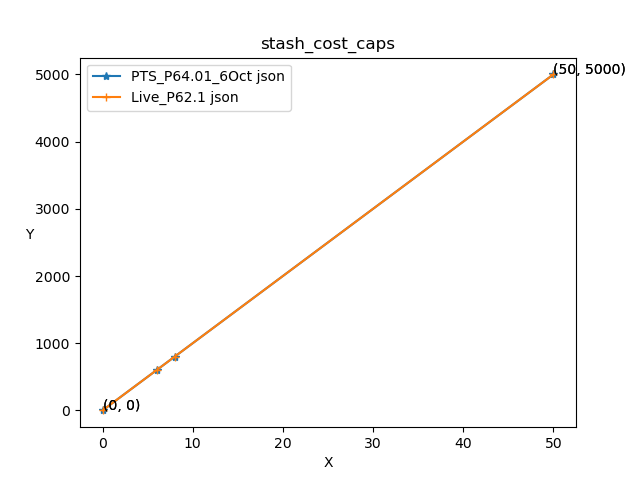 stash_cost_caps
PTS_P64.01_6Oct json
Live_P62.1 json
(50, 5000)
5000
4000
3000
Y
2000
1000
0
(0, 0)
0 10 20 30 40 50
X